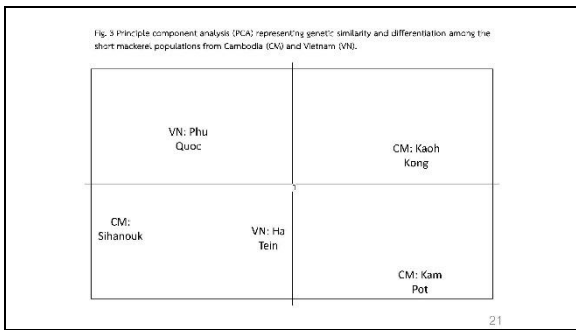 Fig. 3 Principle component analysis (PCA) representing genetic similarity and differentiation among the
short mackerel populations from Cambodia (CM) and Vietnam (VN).
VN: Phu
Quoc
CM: Kaoh
Kong
CM:
Sihanouk
VN: Ha
Tein
CM: Kam
Pot
21